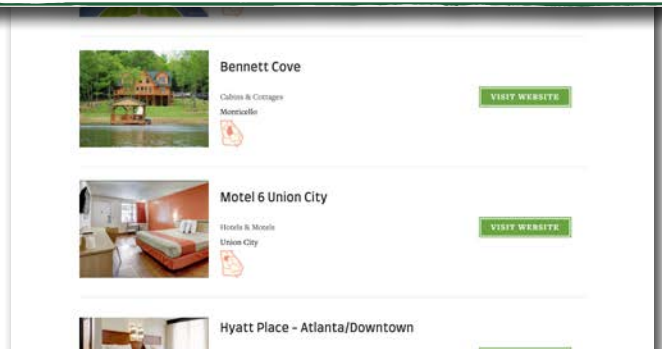 Bennett Cove
Cabins & Cottages
Monticello
VISIT WEBSITE
Motel 6 Union City
Hotels & Motels
Union City
VISIT WEBSITE
Hyatt Place - Atlanta/Downtown